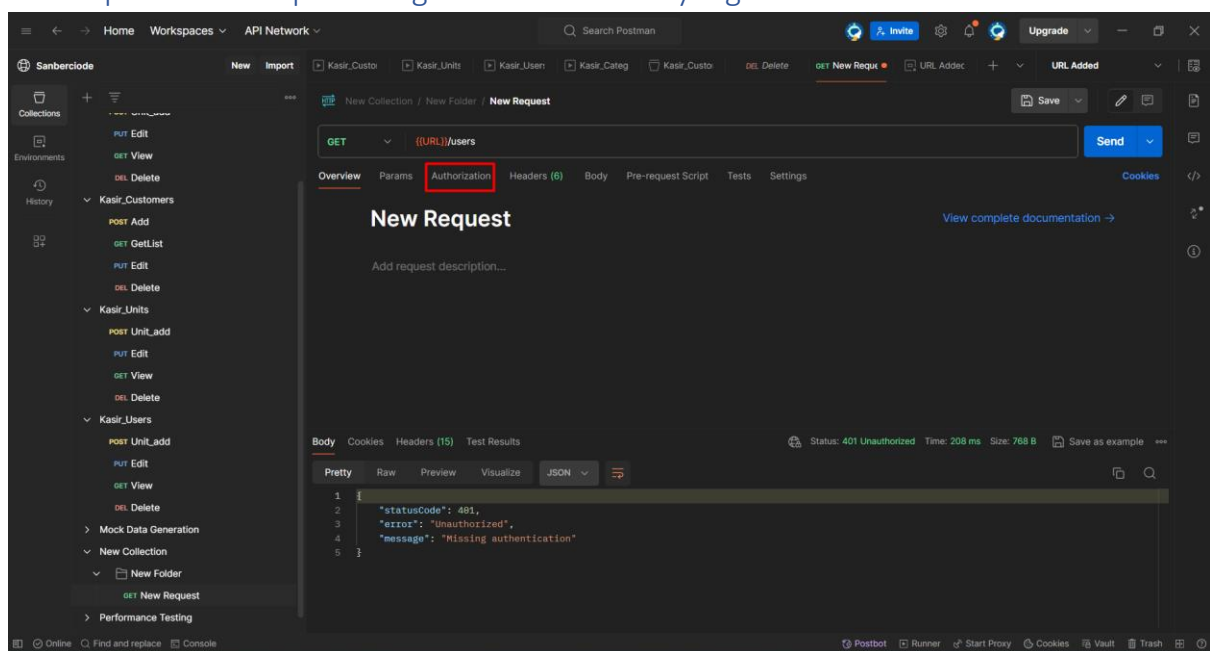 Home Workspaces API Network Search Postman Invite Upgrade
Sanberciode New Import Kasir_Custor Kasir_Units Kasir_User: Kasir_Categ Kasir_Custor DEL Delete GET New Reque URL Addec URL Added
Collections
New Collection / New Folder / New Request Save
PUT Edit
GET {{URL}}/users Send
Environments
GET View
DEL Delete
Overview Params Authorization Headers (6) Body Pre-request Script Tests Settings Cookies
History
Kasir_Customers
POST Add
New Request View complete documentation →
GET GetList
PUT Edit
Add request description...
DEL Delete
Kasir_Units
POST Unit_add
PUT Edit
GET View
DEL Delete
Kasir_Users
POST Unit_add
Body Cookies Headers (15) Test Results Status: 401 Unauthorized Time: 208 ms Size: 768 B Save as example
PUT Edit
Pretty Raw Preview Visualize JSON
GET View
1 {
DEL Delete
2 "statusCode": 401,
3 "error": "Unauthorized",
Mock Data Generation
4 "message": "Missing authentication"
New Collection
5 }
New Folder
GET New Request
Performance Testing
Online Find and replace Console Postbot Runner Start Proxy Cookies Vault Trash